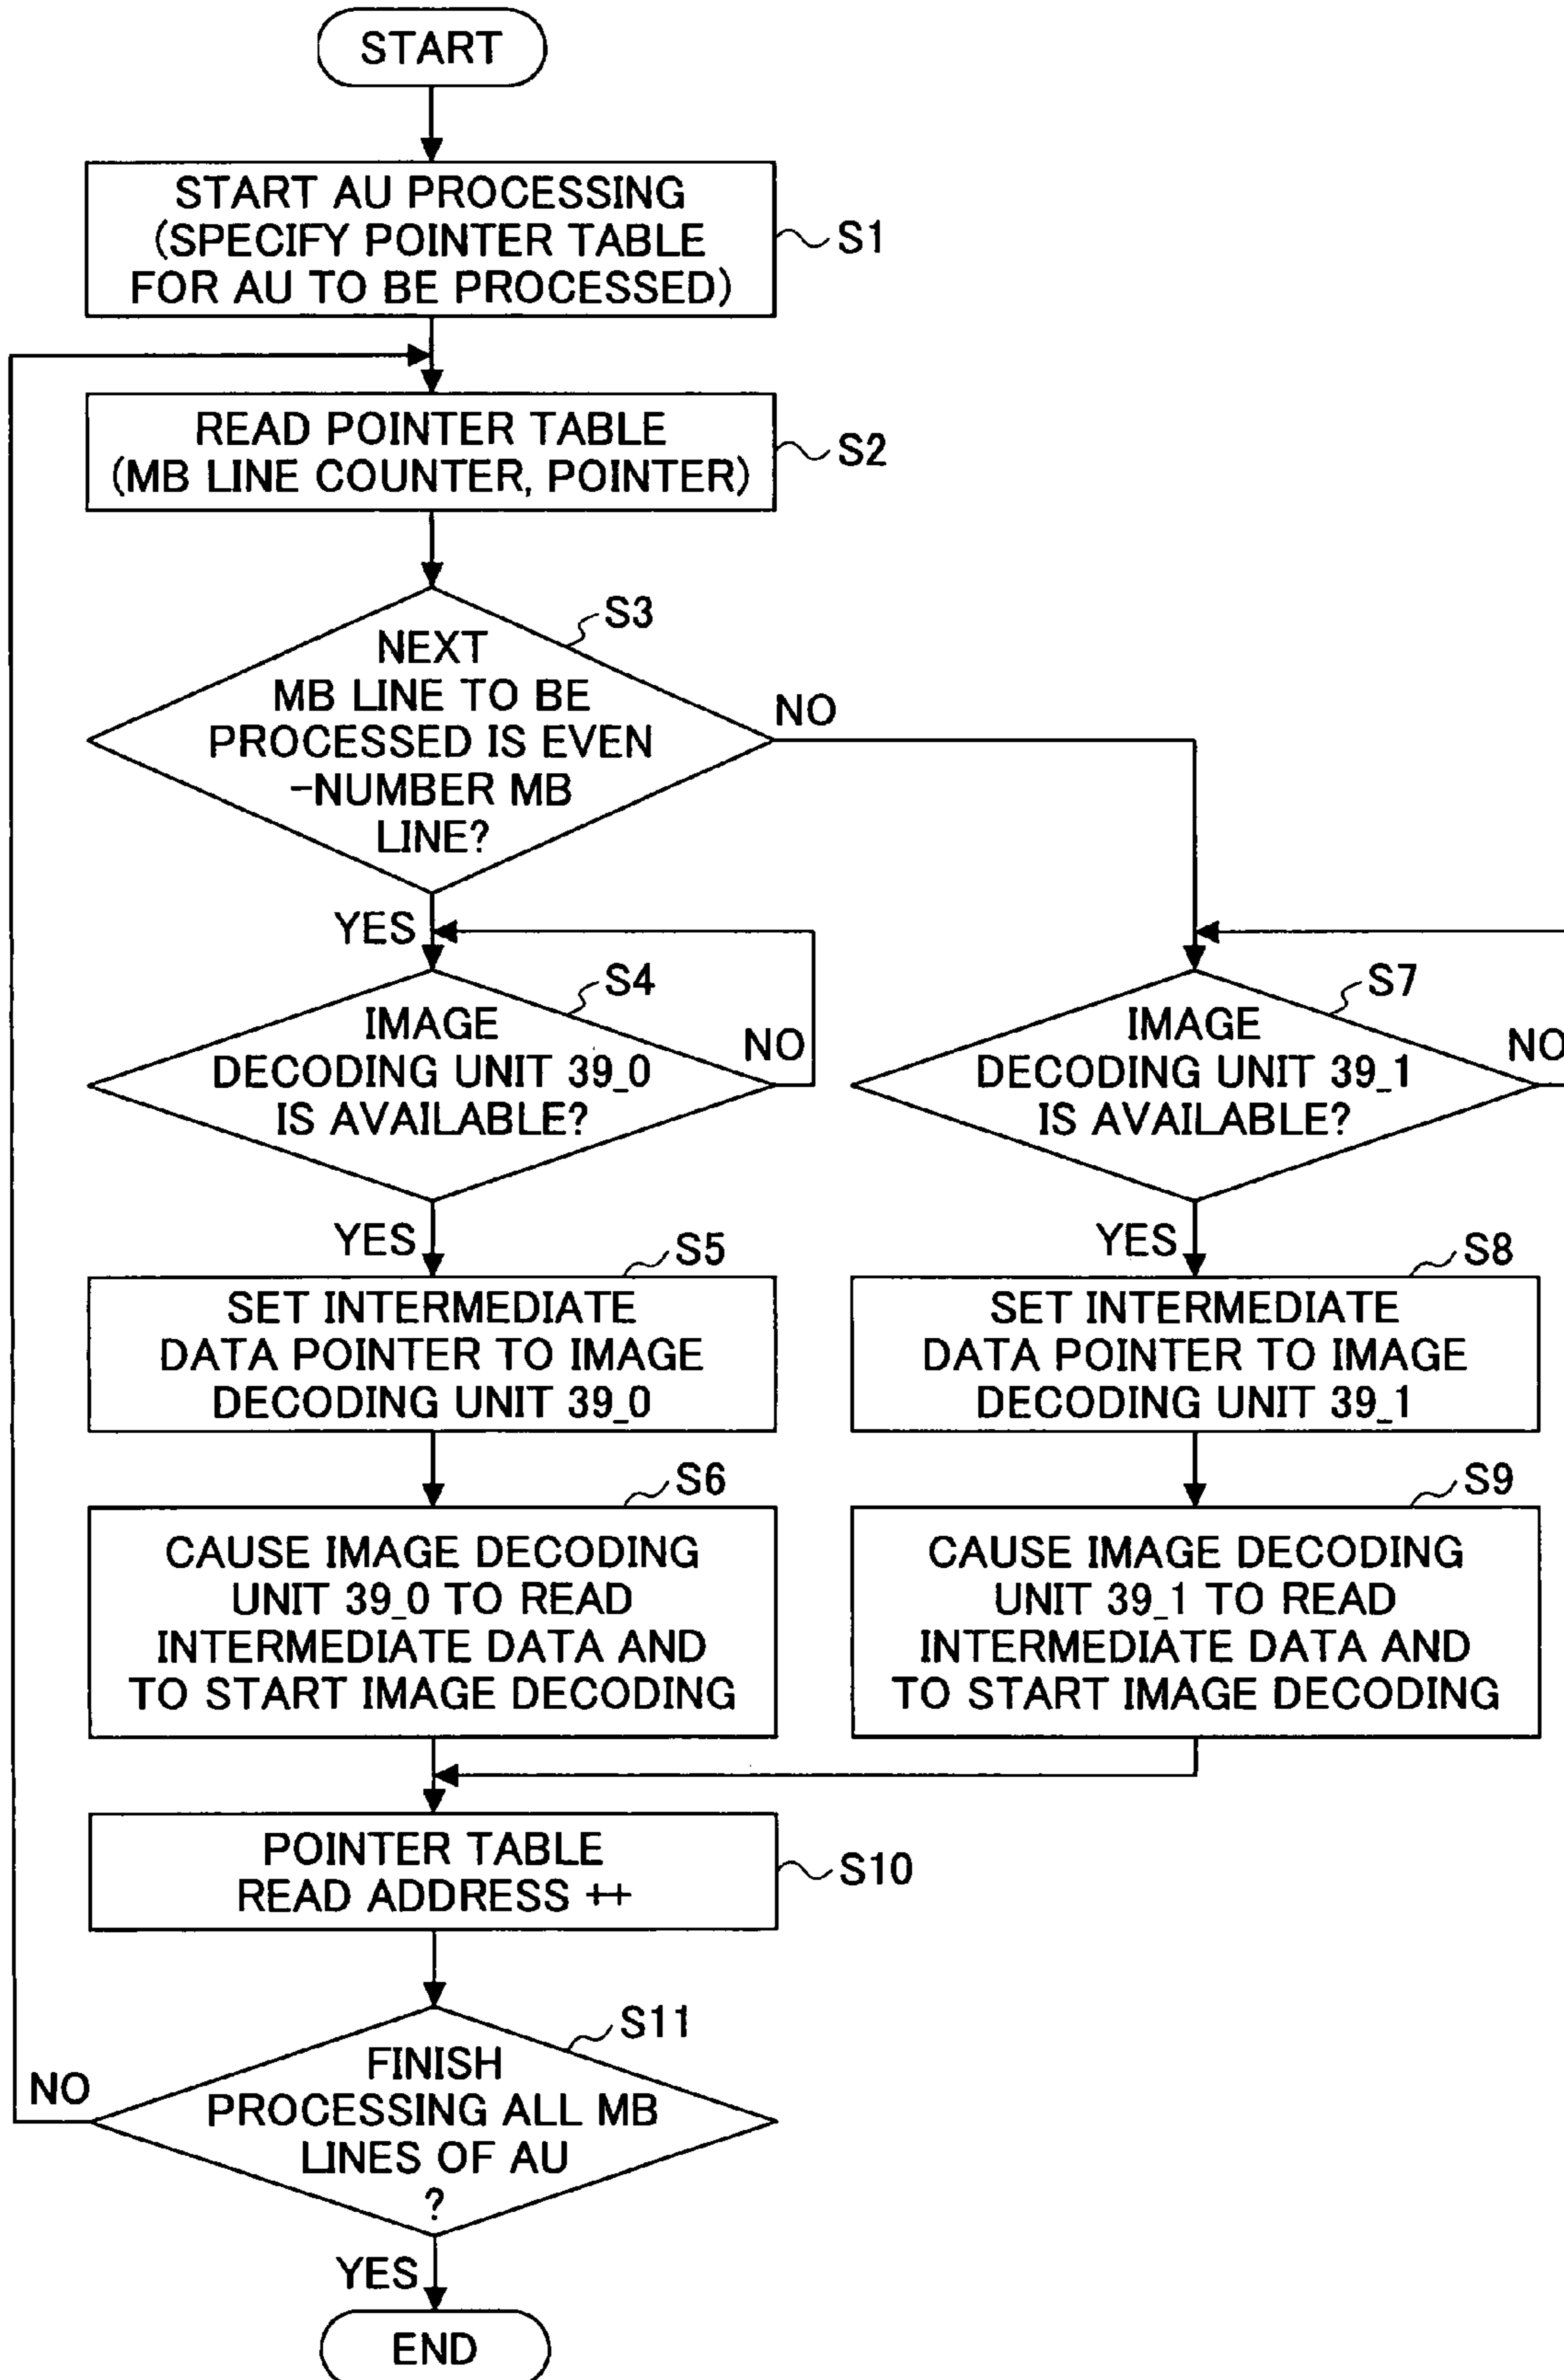 START
START AU PROCESSING
(SPECIFY POINTER TABLE
FOR AU TO BE PROCESSED)
S1
READ POINTER TABLE
(MB LINE COUNTER, POINTER)
S2
S3
NEXT
MB LINE TO BE
PROCESSED IS EVEN
-NUMBER MB
LINE?
NO
YES
S4
IMAGE
DECODING UNIT 39_0
IS AVAILABLE?
NO
YES
S7
IMAGE
DECODING UNIT 39_1
IS AVAILABLE?
NO
YES
S5
SET INTERMEDIATE
DATA POINTER TO IMAGE
DECODING UNIT 39_0
S8
SET INTERMEDIATE
DATA POINTER TO IMAGE
DECODING UNIT 39_1
S6
CAUSE IMAGE DECODING
UNIT 39_0 TO READ
INTERMEDIATE DATA AND
TO START IMAGE DECODING
S9
CAUSE IMAGE DECODING
UNIT 39_1 TO READ
INTERMEDIATE DATA AND
TO START IMAGE DECODING
POINTER TABLE
READ ADDRESS ++
S10
S11
FINISH
PROCESSING ALL MB
LINES OF AU
?
NO
YES
END